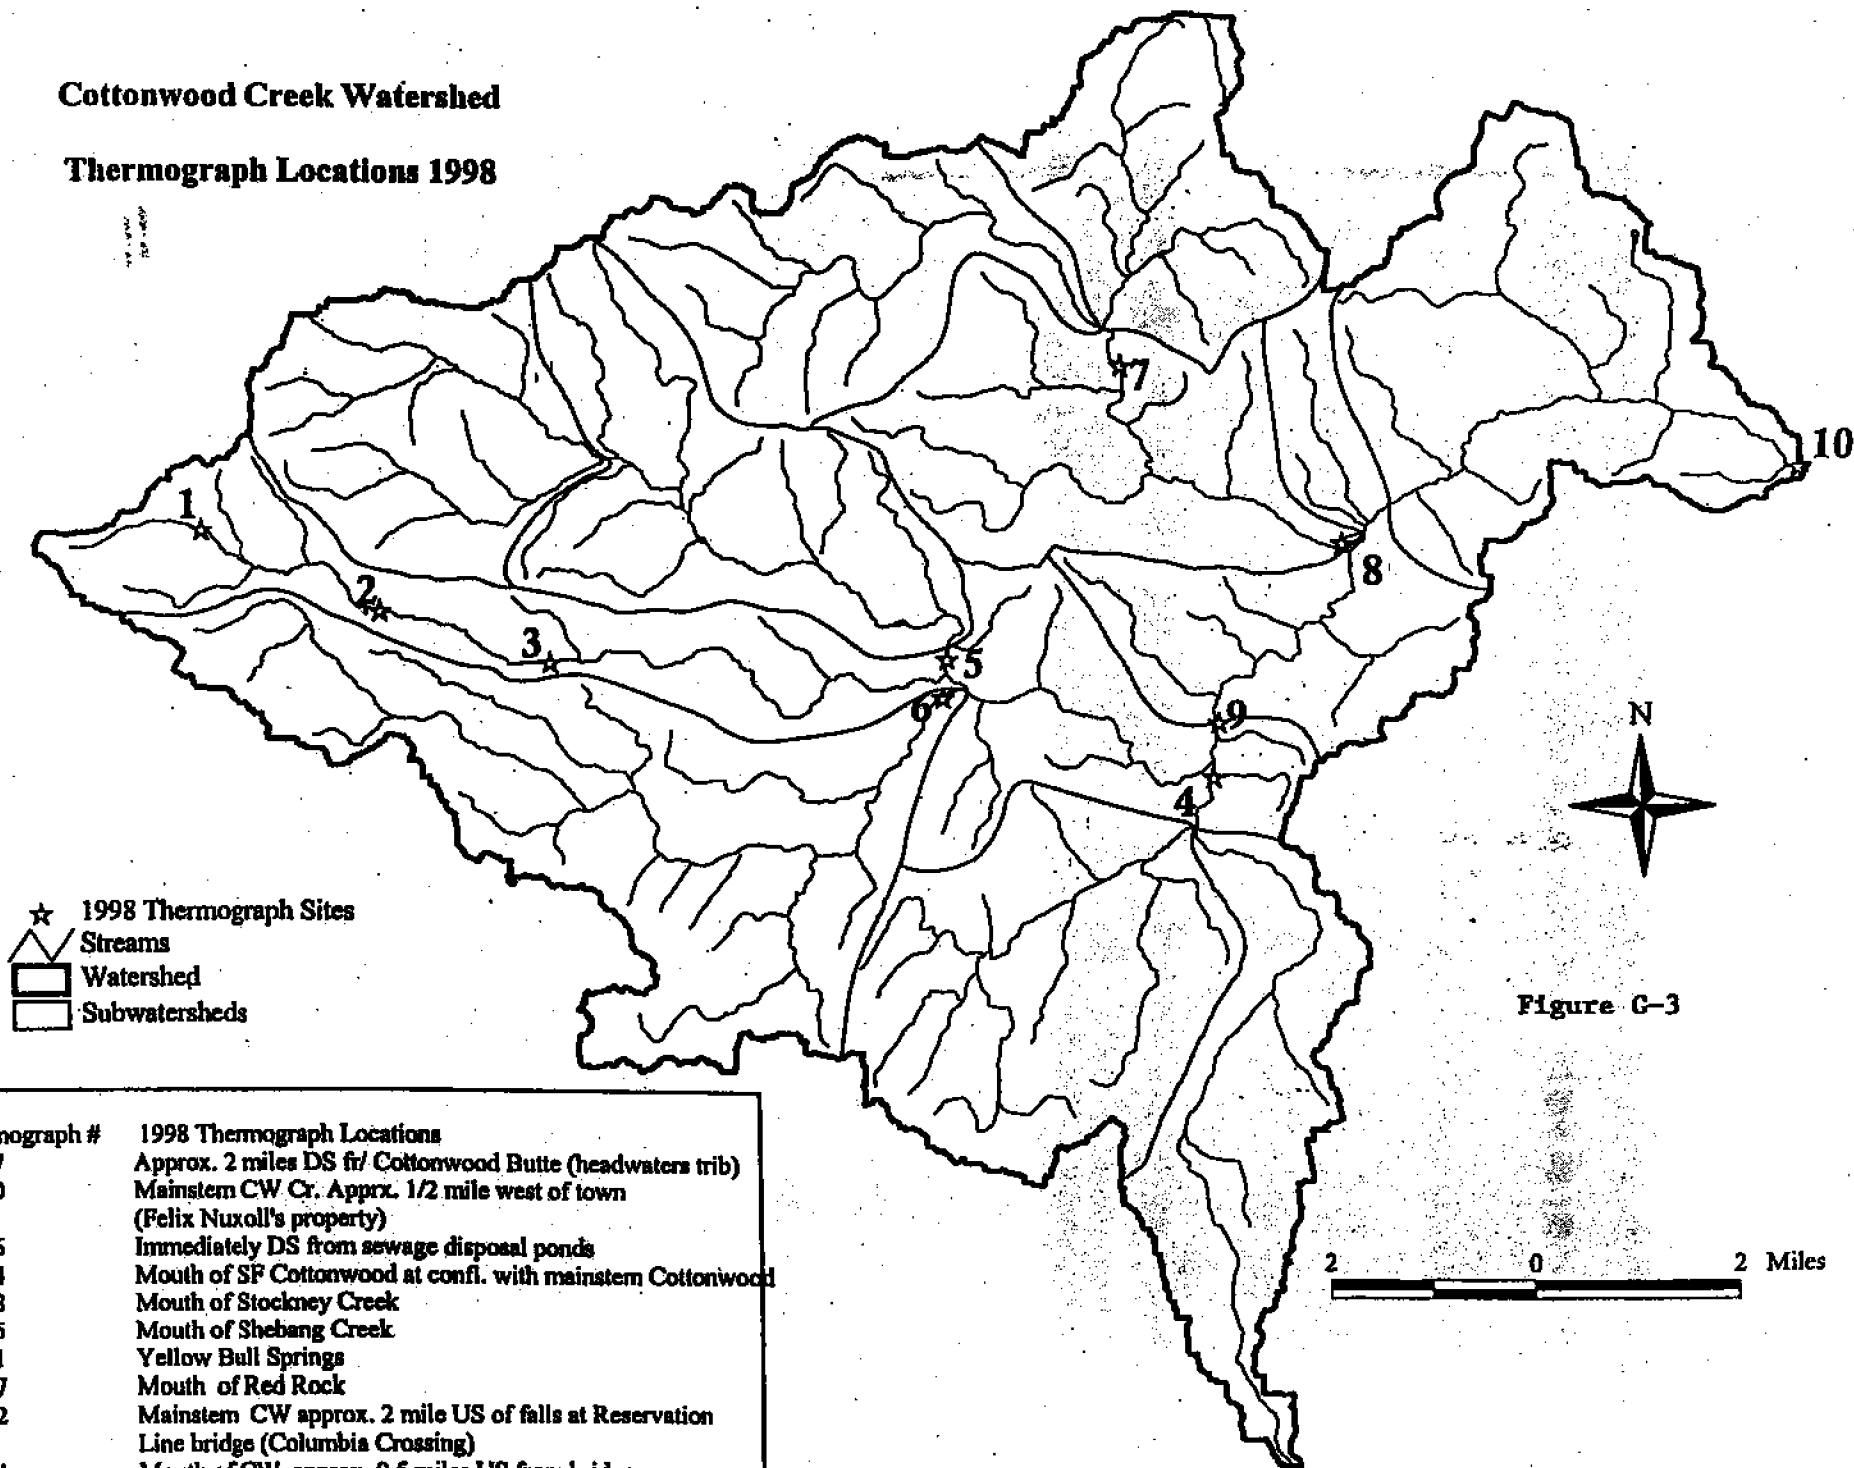 Cottonwood Creek Watershed
Thermograph Locations 1998
1
2
3
4
5
6
7
8
9
10
N
1998 Thermograph Sites
Streams
Watershed
Subwatersheds
Figure G-3
2 0 2 Miles
mograph # 1998 Thermograph Locations
7 Approx. 2 miles DS fr/ Cottonwood Butte (headwaters trib)
0 Mainstem CW Cr. Apprx. 1/2 mile west of town
(Felix Nuxoll's property)
Immediately DS from sewage disposal ponds
Mouth of SF Cottonwood at confl. with mainstem Cottonwood
Mouth of Stockney Creek
Mouth of Shebang Creek
Yellow Bull Springs
7 Mouth of Red Rock
2 Mainstem CW approx. 2 mile US of falls at Reservation
Line bridge (Columbia Crossing)